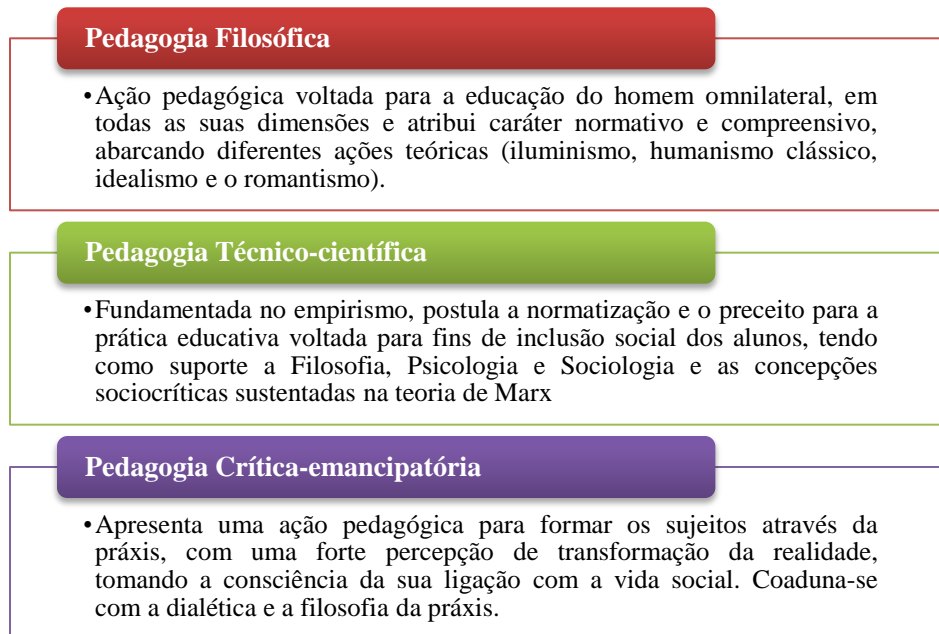 Pedagogia Filosófica
•Ação pedagógica voltada para a educação do homem omnilateral, em
todas as suas dimensões e atribui caráter normativo e compreensivo,
abarcando diferentes ações teóricas (iluminismo, humanismo clássico,
idealismo e o romantismo).
Pedagogia Técnico-científica
•Fundamentada no empirismo, postula a normatização e o preceito para a
prática educativa voltada para fins de inclusão social dos alunos, tendo
como suporte a Filosofia, Psicologia e Sociologia e as concepções
sociocríticas sustentadas na teoria de Marx
Pedagogia Crítica-emancipatória
•Apresenta uma ação pedagógica para formar os sujeitos através da
práxis, com uma forte percepção de transformação da realidade,
tomando a consciência da sua ligação com a vida social. Coaduna-se
com a dialética e a filosofia da práxis.